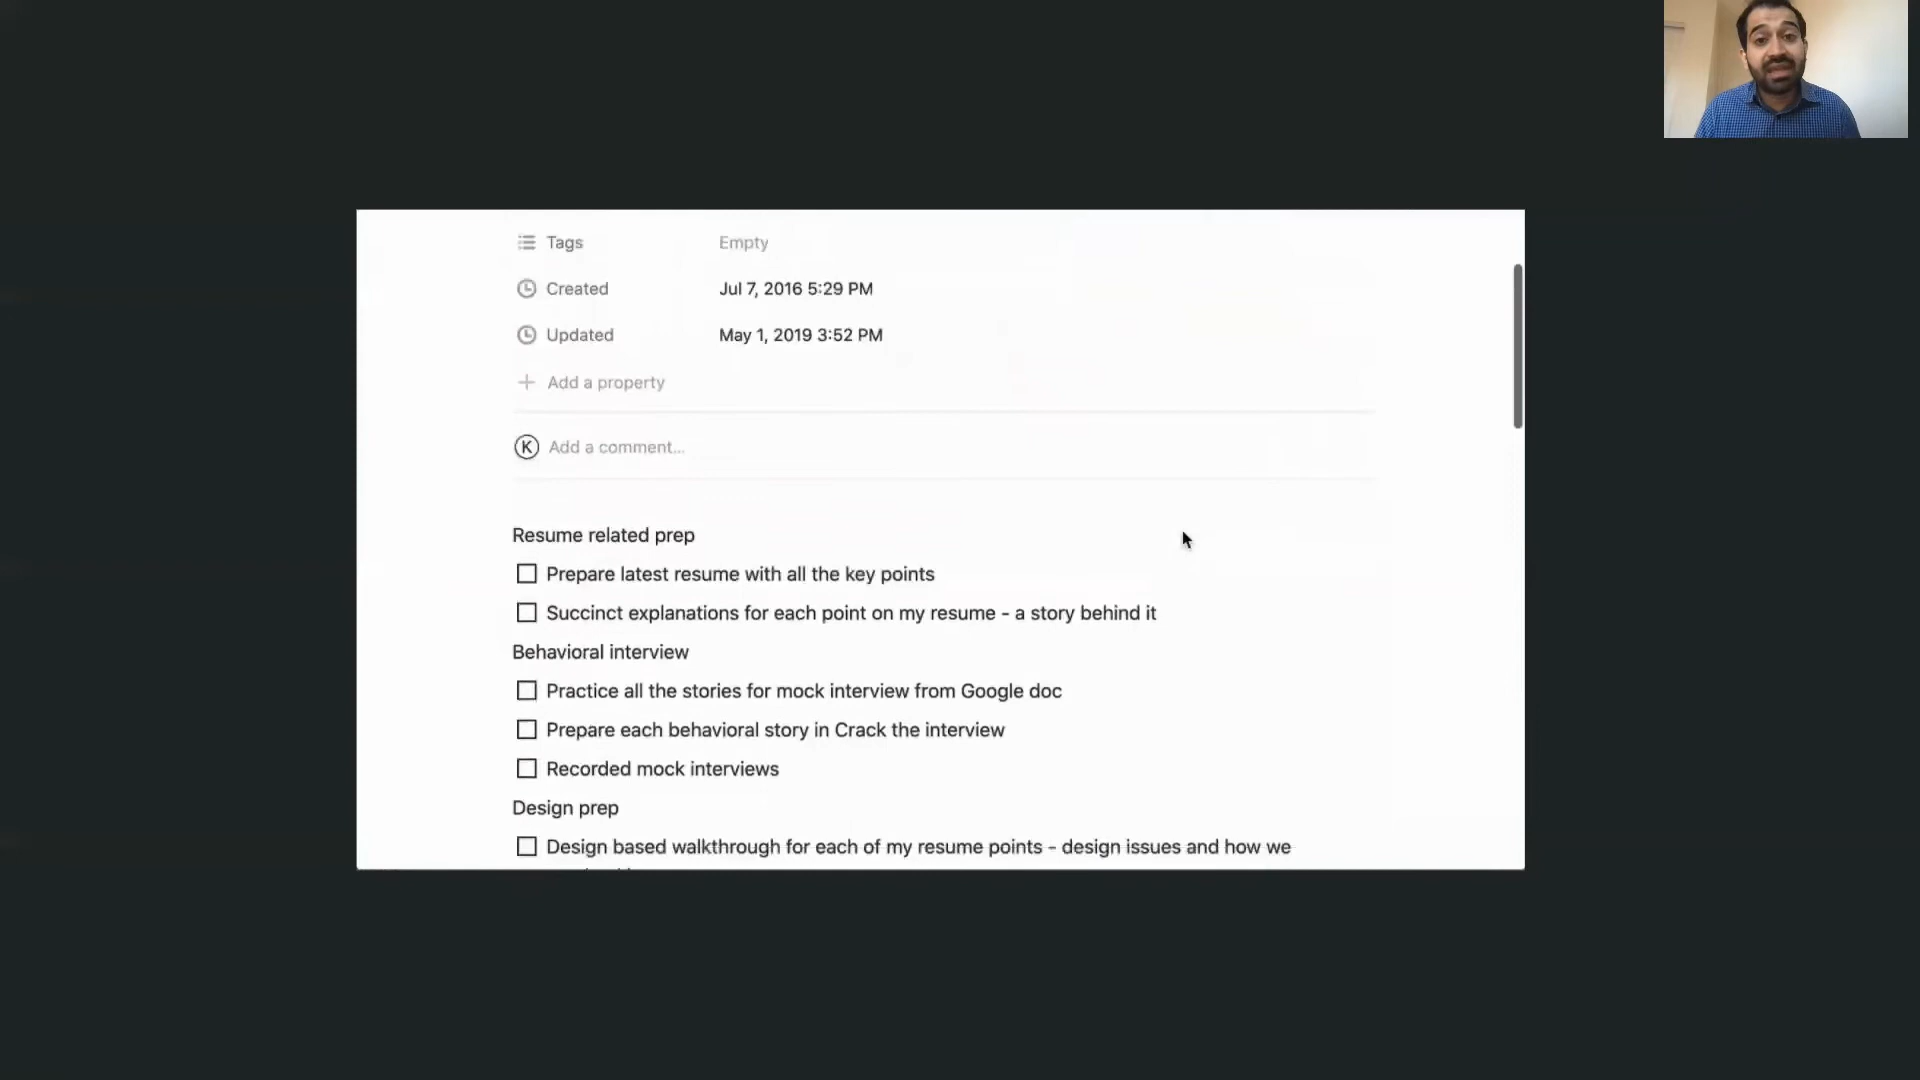 Tags Empty
Created Jul 7, 2016 5:29 PM
Updated May 1, 2019 3:52 PM
Add a property
K Add a comment...
Resume related prep
Prepare latest resume with all the key points
Succinct explanations for each point on my resume - a story behind it
Behavioral interview
Practice all the stories for mock interview from Google doc
Prepare each behavioral story in Crack the interview
Recorded mock interviews
Design prep
Design based walkthrough for each of my resume points - design issues and how we